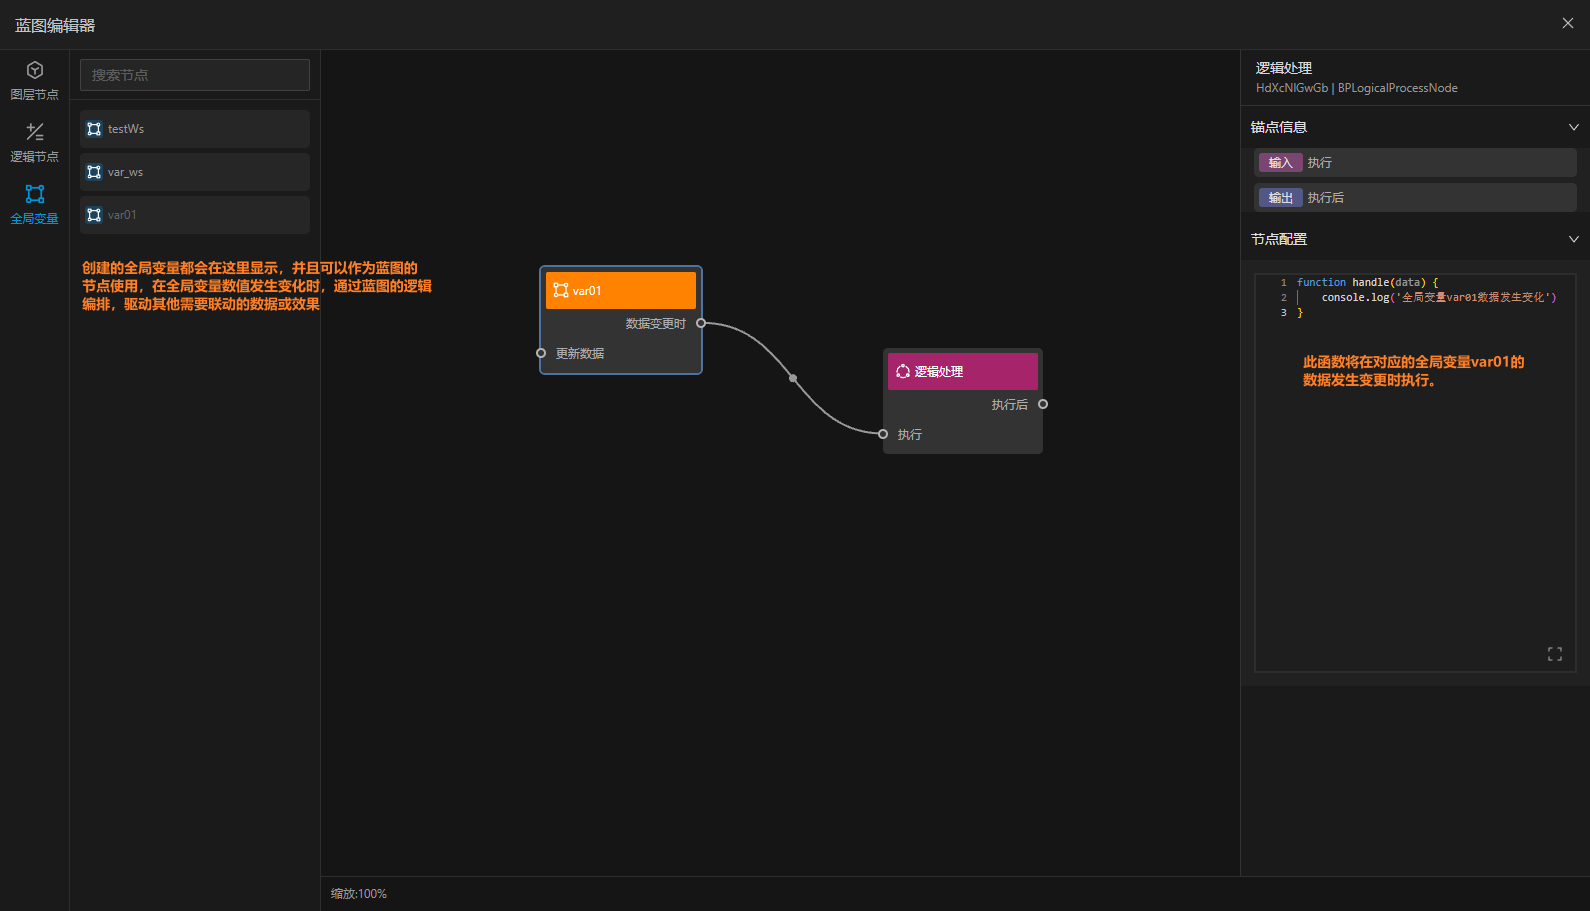 蓝图编辑器
图层节点
逻辑节点
全局变量
搜索节点
testWs
var_ws
var01
创建的全局变量都会在这里显示，并且可以作为蓝图的
节点使用，在全局变量数值发生变化时，通过蓝图的逻辑
编排，驱动其他需要联动的数据或效果
var01
数据变更时
更新数据
逻辑处理
执行后
执行
缩放:100%
逻辑处理
HdXcNIGwGb | BPLogicalProcessNode
锚点信息
输入 执行
输出 执行后
节点配置
1 function handle(data) {
2 console.log('全局变量var01数据发生变化')
3 }
此函数将在对应的全局变量var01的
数据发生变更时执行。